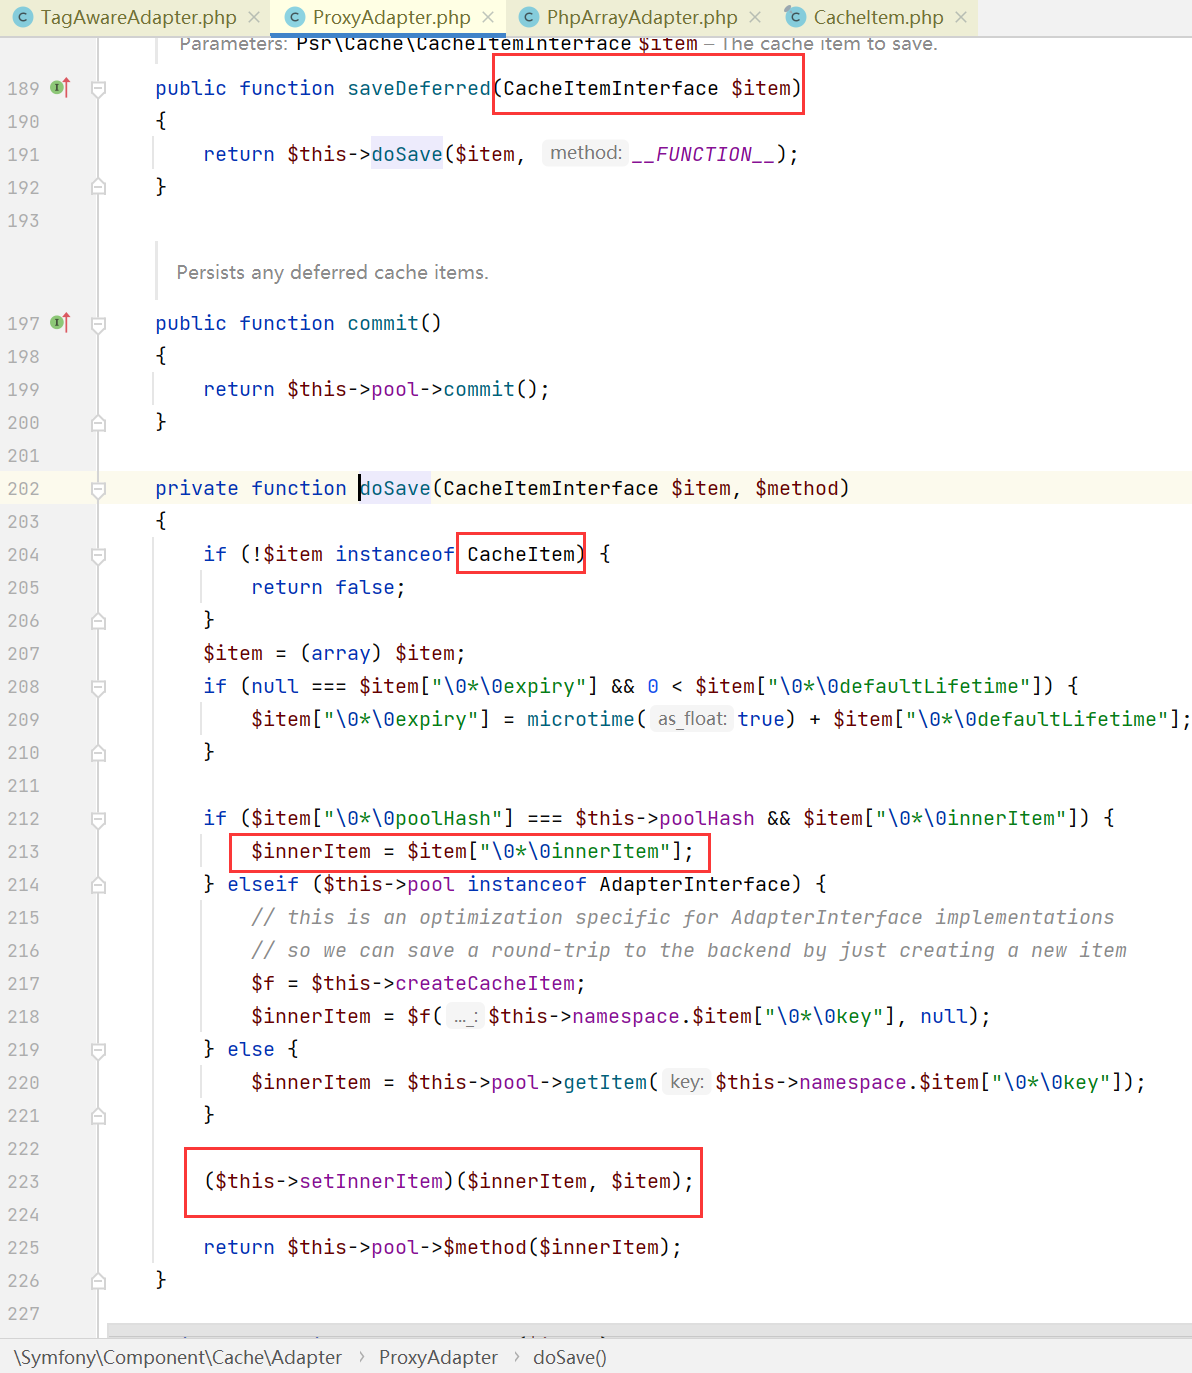 TagAwareAdapter.php
ProxyAdapter.php
PhpArrayAdapter.php
CacheItem.php
Parameters: Psr\Cache\CacheItemInterface $item – The cache item to save.
189 public function saveDeferred(CacheItemInterface $item)
190 {
191 return $this->doSave($item, method: __FUNCTION__);
192 }
193
Persists any deferred cache items.
197 public function commit()
198 {
199 return $this->pool->commit();
200 }
201
202 private function doSave(CacheItemInterface $item, $method)
203 {
204 if (!$item instanceof CacheItem) {
205 return false;
206 }
207 $item = (array) $item;
208 if (null === $item["\0*\0expiry"] && 0 < $item["\0*\0defaultLifetime"]) {
209 $item["\0*\0expiry"] = microtime( as_float: true) + $item["\0*\0defaultLifetime"];
210 }
211
212 if ($item["\0*\0poolHash"] === $this->poolHash && $item["\0*\0innerItem"]) {
213 $innerItem = $item["\0*\0innerItem"];
214 } elseif ($this->pool instanceof AdapterInterface) {
215 // this is an optimization specific for AdapterInterface implementations
216 // so we can save a round-trip to the backend by just creating a new item
217 $f = $this->createCacheItem;
218 $innerItem = $f( ..._: $this->namespace.$item["\0*\0key"], null);
219 } else {
220 $innerItem = $this->pool->getItem( key: $this->namespace.$item["\0*\0key"]);
221 }
222
223 ($this->setInnerItem)($innerItem, $item);
224
225 return $this->pool->$method($innerItem);
226 }
227
\Symfony\Component\Cache\Adapter › ProxyAdapter › doSave()